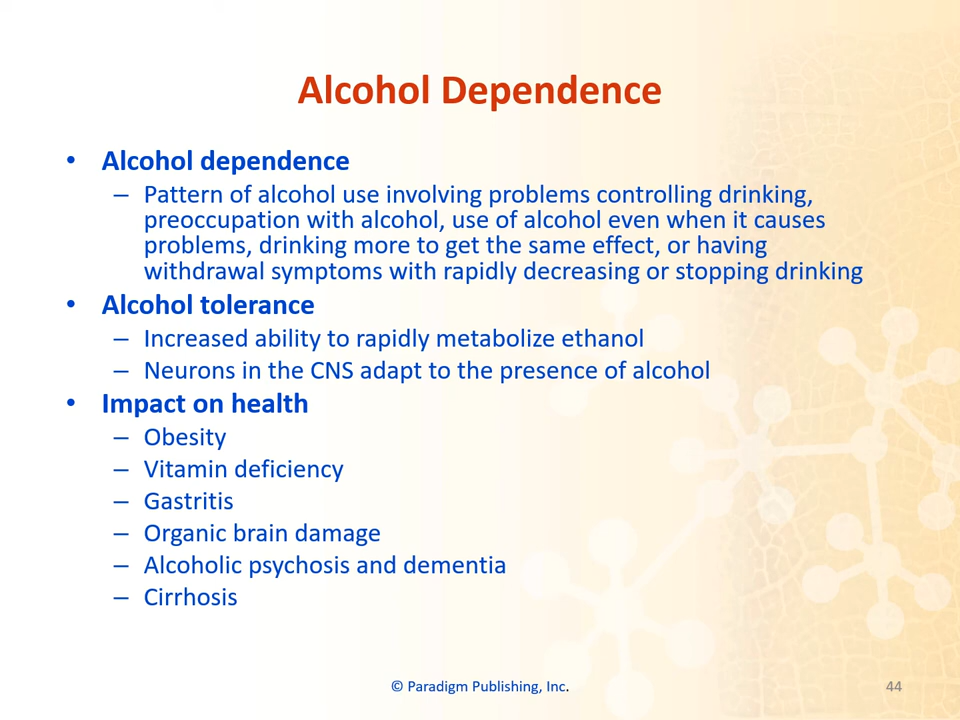 Alcohol Dependence
• Alcohol dependence
– Pattern of alcohol use involving problems controlling drinking,
preoccupation with alcohol, use of alcohol even when it causes
problems, drinking more to get the same effect, or having
withdrawal symptoms with rapidly decreasing or stopping drinking
• Alcohol tolerance
– Increased ability to rapidly metabolize ethanol
– Neurons in the CNS adapt to the presence of alcohol
• Impact on health
– Obesity
– Vitamin deficiency
– Gastritis
– Organic brain damage
– Alcoholic psychosis and dementia
– Cirrhosis
© Paradigm Publishing, Inc.
44